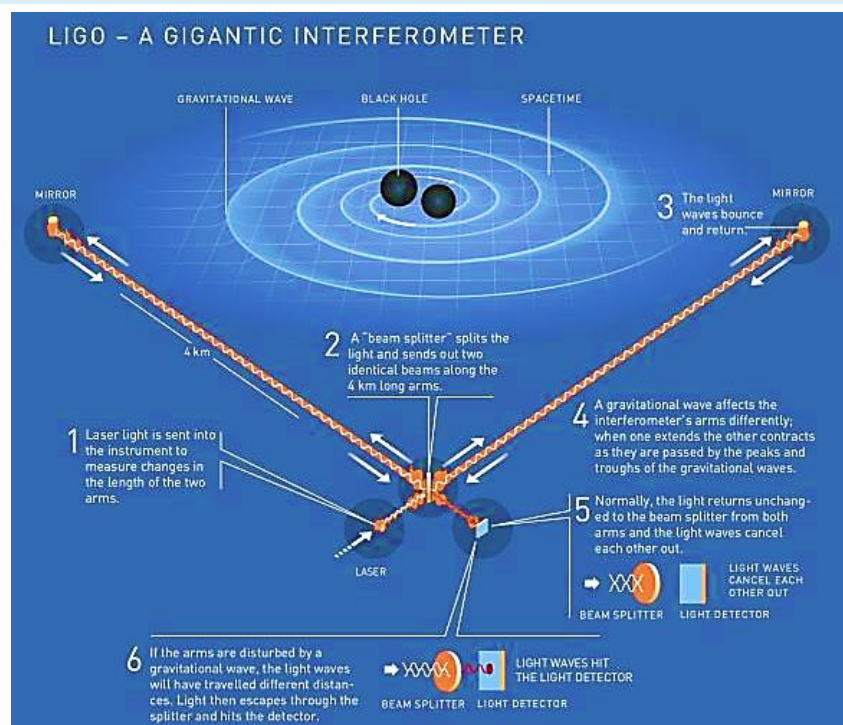 LIGO – A GIGANTIC INTERFEROMETER
GRAVITATIONAL WAVE
BLACK HOLE
SPACETIME
MIRROR
MIRROR
3 The light
waves bounce
and return.
4 km
2 A "beam splitter" splits the
light and sends out two
identical beams along the
4 km long arms.
1 Laser light is sent into
the instrument to
measure changes in
the length of the two
arms.
4 A gravitational wave affects the
interferometer's arms differently;
when one extends the other contracts
as they are passed by the peaks and
troughs of the gravitational waves.
5 Normally, the light returns unchang-
ed to the beam splitter from both
arms and the light waves cancel
each other out.
LASER
LIGHT WAVES
CANCEL EACH
OTHER OUT
BEAM SPLITTER
LIGHT DETECTOR
6 If the arms are disturbed by a
gravitational wave, the light waves
will have travelled different distan-
ces. Light then escapes through the
splitter and hits the detector.
LIGHT WAVES HIT
THE LIGHT DETECTOR
BEAM SPLITTER
LIGHT DETECTOR